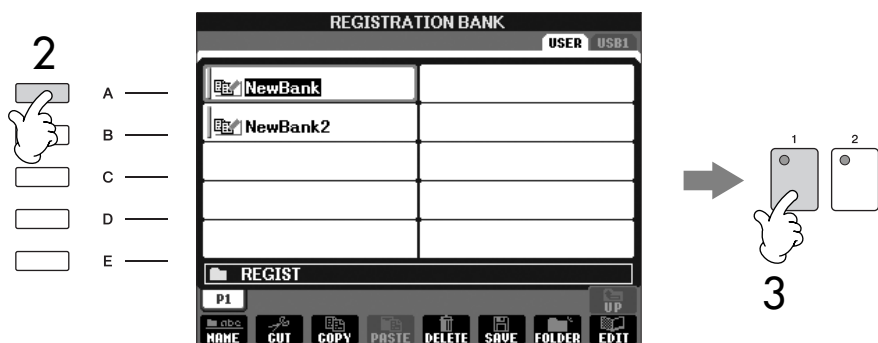 REGISTRATION BANK
USER USB1
2
A
NewBank
B
NewBank2
C
D
E
1 2
3
REGIST
P1
UP
NAME CUT COPY PASTE DELETE SAVE FOLDER EDIT